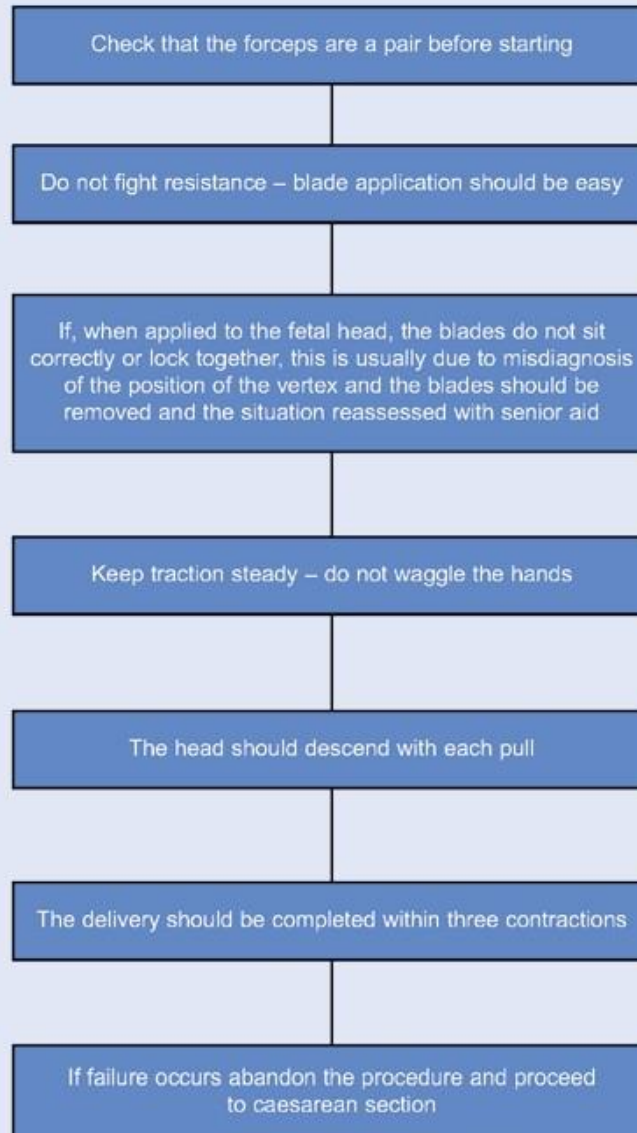 Check that the forceps are a pair before starting
Do not fight resistance – blade application should be easy
If, when applied to the fetal head, the blades do not sit
correctly or lock together, this is usually due to misdiagnosis
of the position of the vertex and the blades should be
removed and the situation reassessed with senior aid
Keep traction steady – do not waggle the hands
The head should descend with each pull
The delivery should be completed within three contractions
If failure occurs abandon the procedure and proceed
to caesarean section